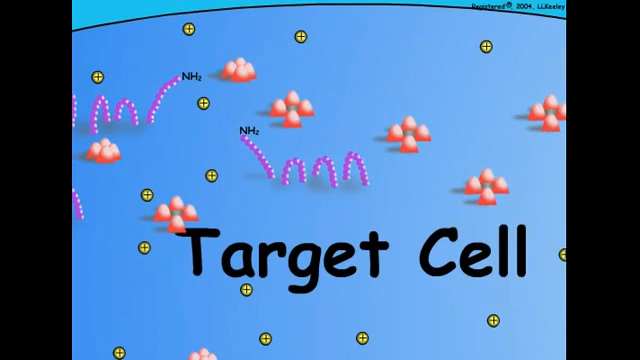 Registered®, 2004, LLKeeley
NH₂
NH₂
Target Cell